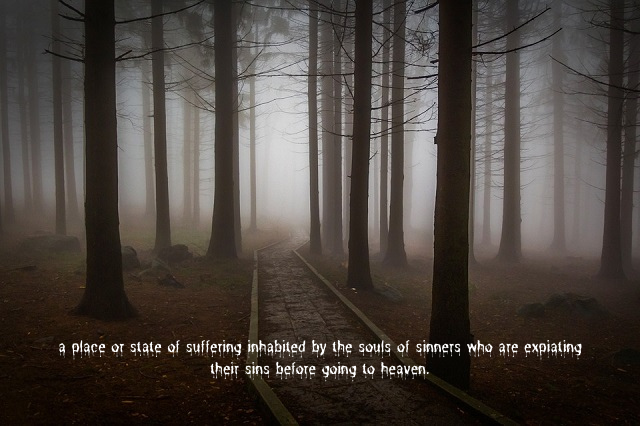 a place or state of suffering inhabited by the souls of sinners who are expiating
their sins before going to heaven.